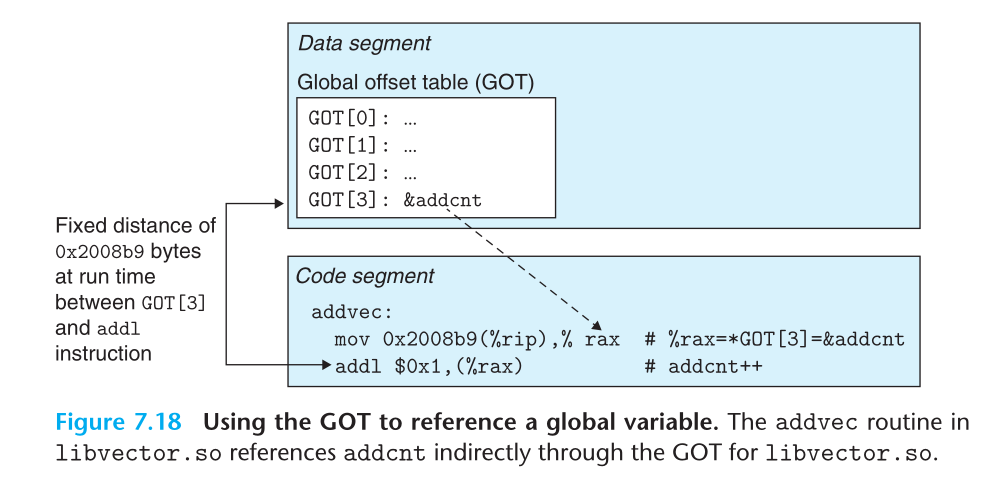 Data segment
Global offset table (GOT)
GOT[0]: …
GOT[1]: …
GOT[2]: …
GOT[3]: &addcnt
Fixed distance of
0x2008b9 bytes
at run time
between GOT[3]
and addl
instruction
Code segment
addvec:
mov 0x2008b9(%rip),% rax # %rax=*GOT[3]=&addcnt
addl $0x1,(%rax) # addcnt++
Figure 7.18 Using the GOT to reference a global variable. The addvec routine in
libvector.so references addcnt indirectly through the GOT for libvector.so.